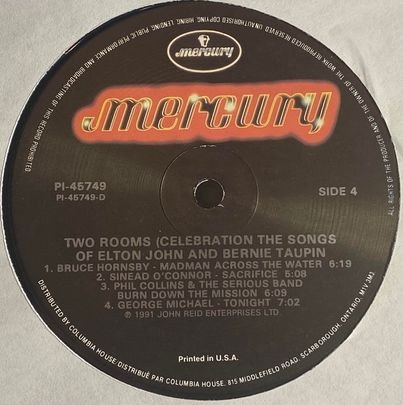 UNAUTHORISED COPYING, HIRING, LENDING, PUBLIC PERFORMANCE AND BROADCASTING OF THIS RECORD PROHIBITED
ALL RIGHTS OF THE PRODUCER AND OF THE OWNER OF THE WORK REPRODUCED RESERVED
mercury
mercury
PI-45749
PI-45749-D
SIDE 4
TWO ROOMS (CELEBRATION THE SONGS
OF ELTON JOHN AND BERNIE TAUPIN
1. BRUCE HORNSBY - MADMAN ACROSS THE WATER 6:19
2. SINEAD O'CONNOR - SACRIFICE 5:08
3. PHIL COLLINS & THE SERIOUS BAND
BURN DOWN THE MISSION 6:09
4. GEORGE MICHAEL - TONIGHT 7:02
℗ 1991 JOHN REID ENTERPRISES LTD.
Printed in U.S.A.
DISTRIBUTED BY COLUMBIA HOUSE-DISTRIBUÉ PAR COLUMBIA HOUSE. 815 MIDDLEFIELD ROAD, SCARBOROUGH, ONTARIO, MIV 3M2